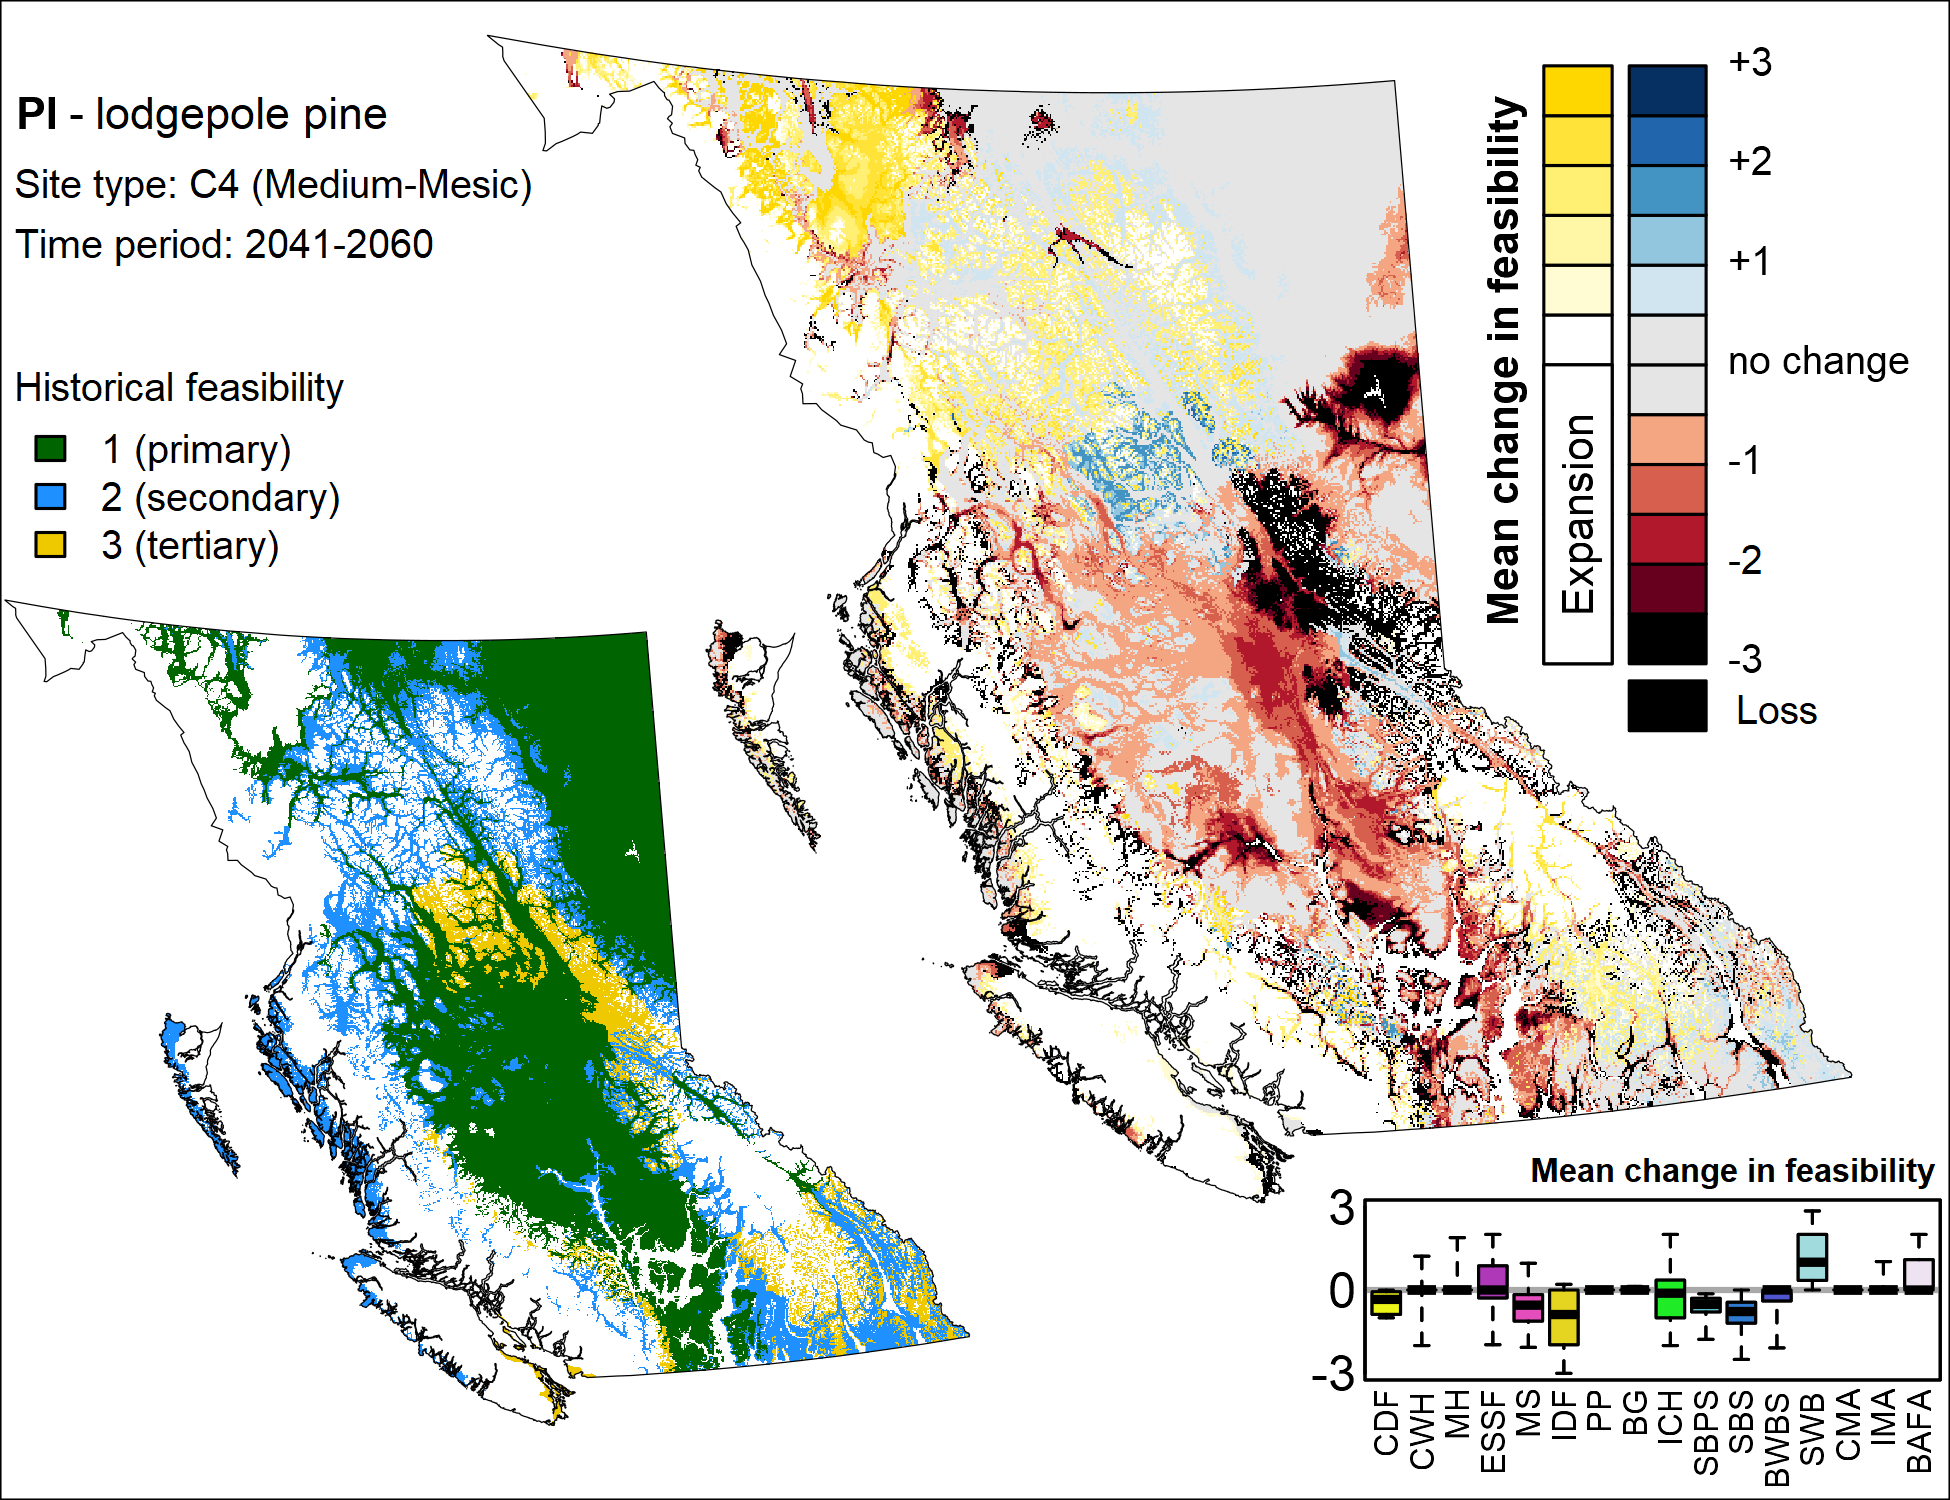 Pl - lodgepole pine
Site type: C4 (Medium-Mesic)
Time period: 2041-2060
Historical feasibility
1 (primary)
2 (secondary)
3 (tertiary)
Mean change in feasibility
Expansion
+3
+2
+1
no change
-1
-2
-3
Loss
Mean change in feasibility
3
0
-3
CDF
CWH
MH
ESSF
MS
IDF
PP
BG
ICH
SBPS
SBS
BWBS
SWB
CMA
IMA
BAFA